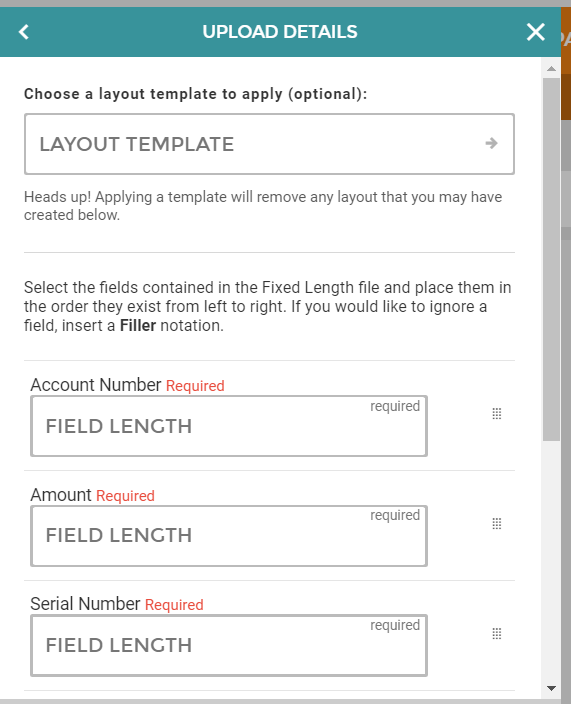 UPLOAD DETAILS
Choose a layout template to apply (optional):
LAYOUT TEMPLATE
Heads up! Applying a template will remove any layout that you may have
created below.
Select the fields contained in the Fixed Length file and place them in
the order they exist from left to right. If you would like to ignore a
field, insert a Filler notation.
Account Number Required
required
FIELD LENGTH
Amount Required
required
FIELD LENGTH
Serial Number Required
required
FIELD LENGTH